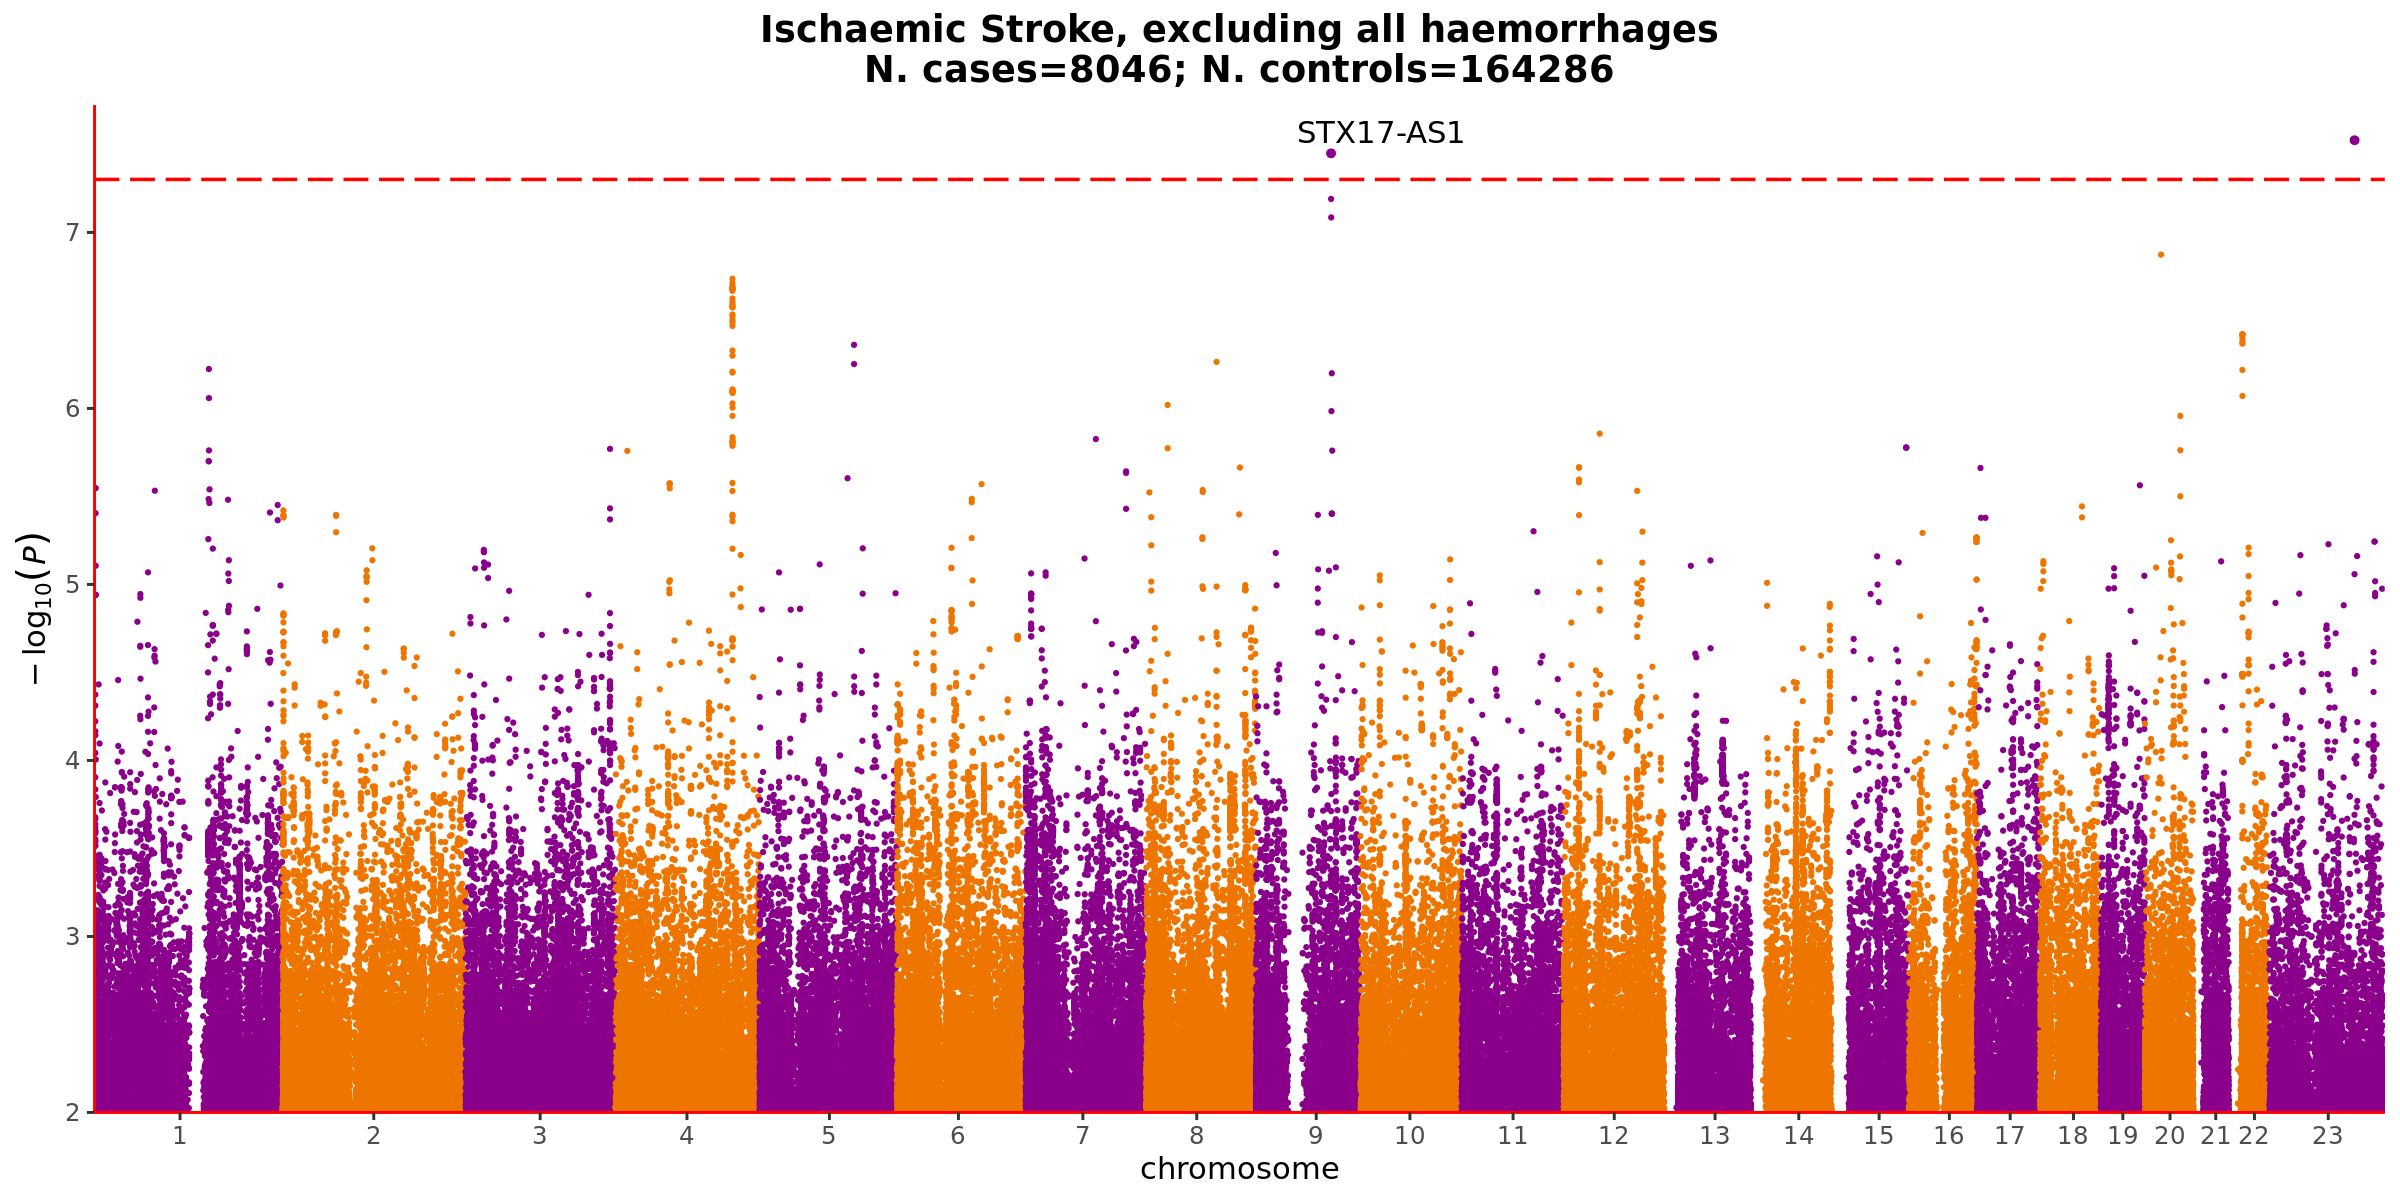 Ischaemic Stroke, excluding all haemorrhages
N. cases=8046; N. controls=164286
STX17-AS1
7
6
5
4
3
2
−log10(P)
1 2 3 4 5 6 7 8 9 10 11 12 13 14 15 16 17 18 19 20 21 22 23
chromosome